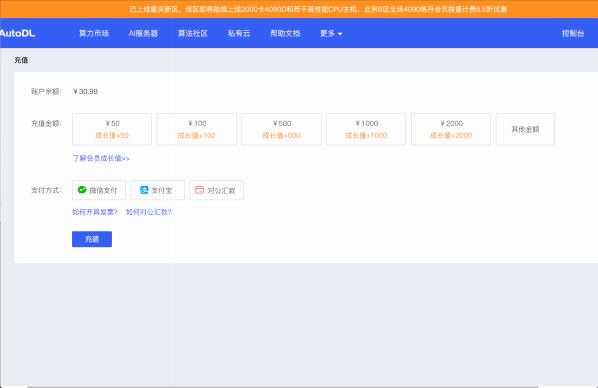 已上线重庆新区，该区即将陆续上线2000卡4090D和若干高性能CPU主机；北京B区全场4090炼丹会员按量计费8.5折优惠
AutoDL 算力市场 AI服务器 算法社区 私有云 帮助文档 更多 控制台
充值
账户余额： ¥30.99
充值金额： ¥50 ¥100 ¥500 ¥1000 ¥2000 其他金额
成长值+50 成长值+100 成长值+500 成长值+1000 成长值+2000
了解会员成长值>>
支付方式： 微信支付 支付宝 对公汇款
如何开具发票？ 如何对公汇款？
充值